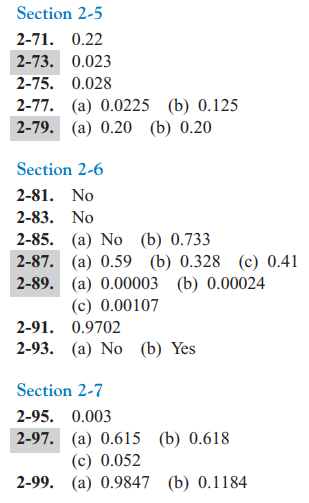 Section 2-5
2-71. 0.22
2-73. 0.023
2-75. 0.028
2-77. (a) 0.0225 (b) 0.125
2-79. (a) 0.20 (b) 0.20
Section 2-6
2-81. No
2-83. No
2-85. (a) No (b) 0.733
2-87. (a) 0.59 (b) 0.328 (c) 0.41
2-89. (a) 0.00003 (b) 0.00024
(c) 0.00107
2-91. 0.9702
2-93. (a) No (b) Yes
Section 2-7
2-95. 0.003
2-97. (a) 0.615 (b) 0.618
(c) 0.052
2-99. (a) 0.9847 (b) 0.1184